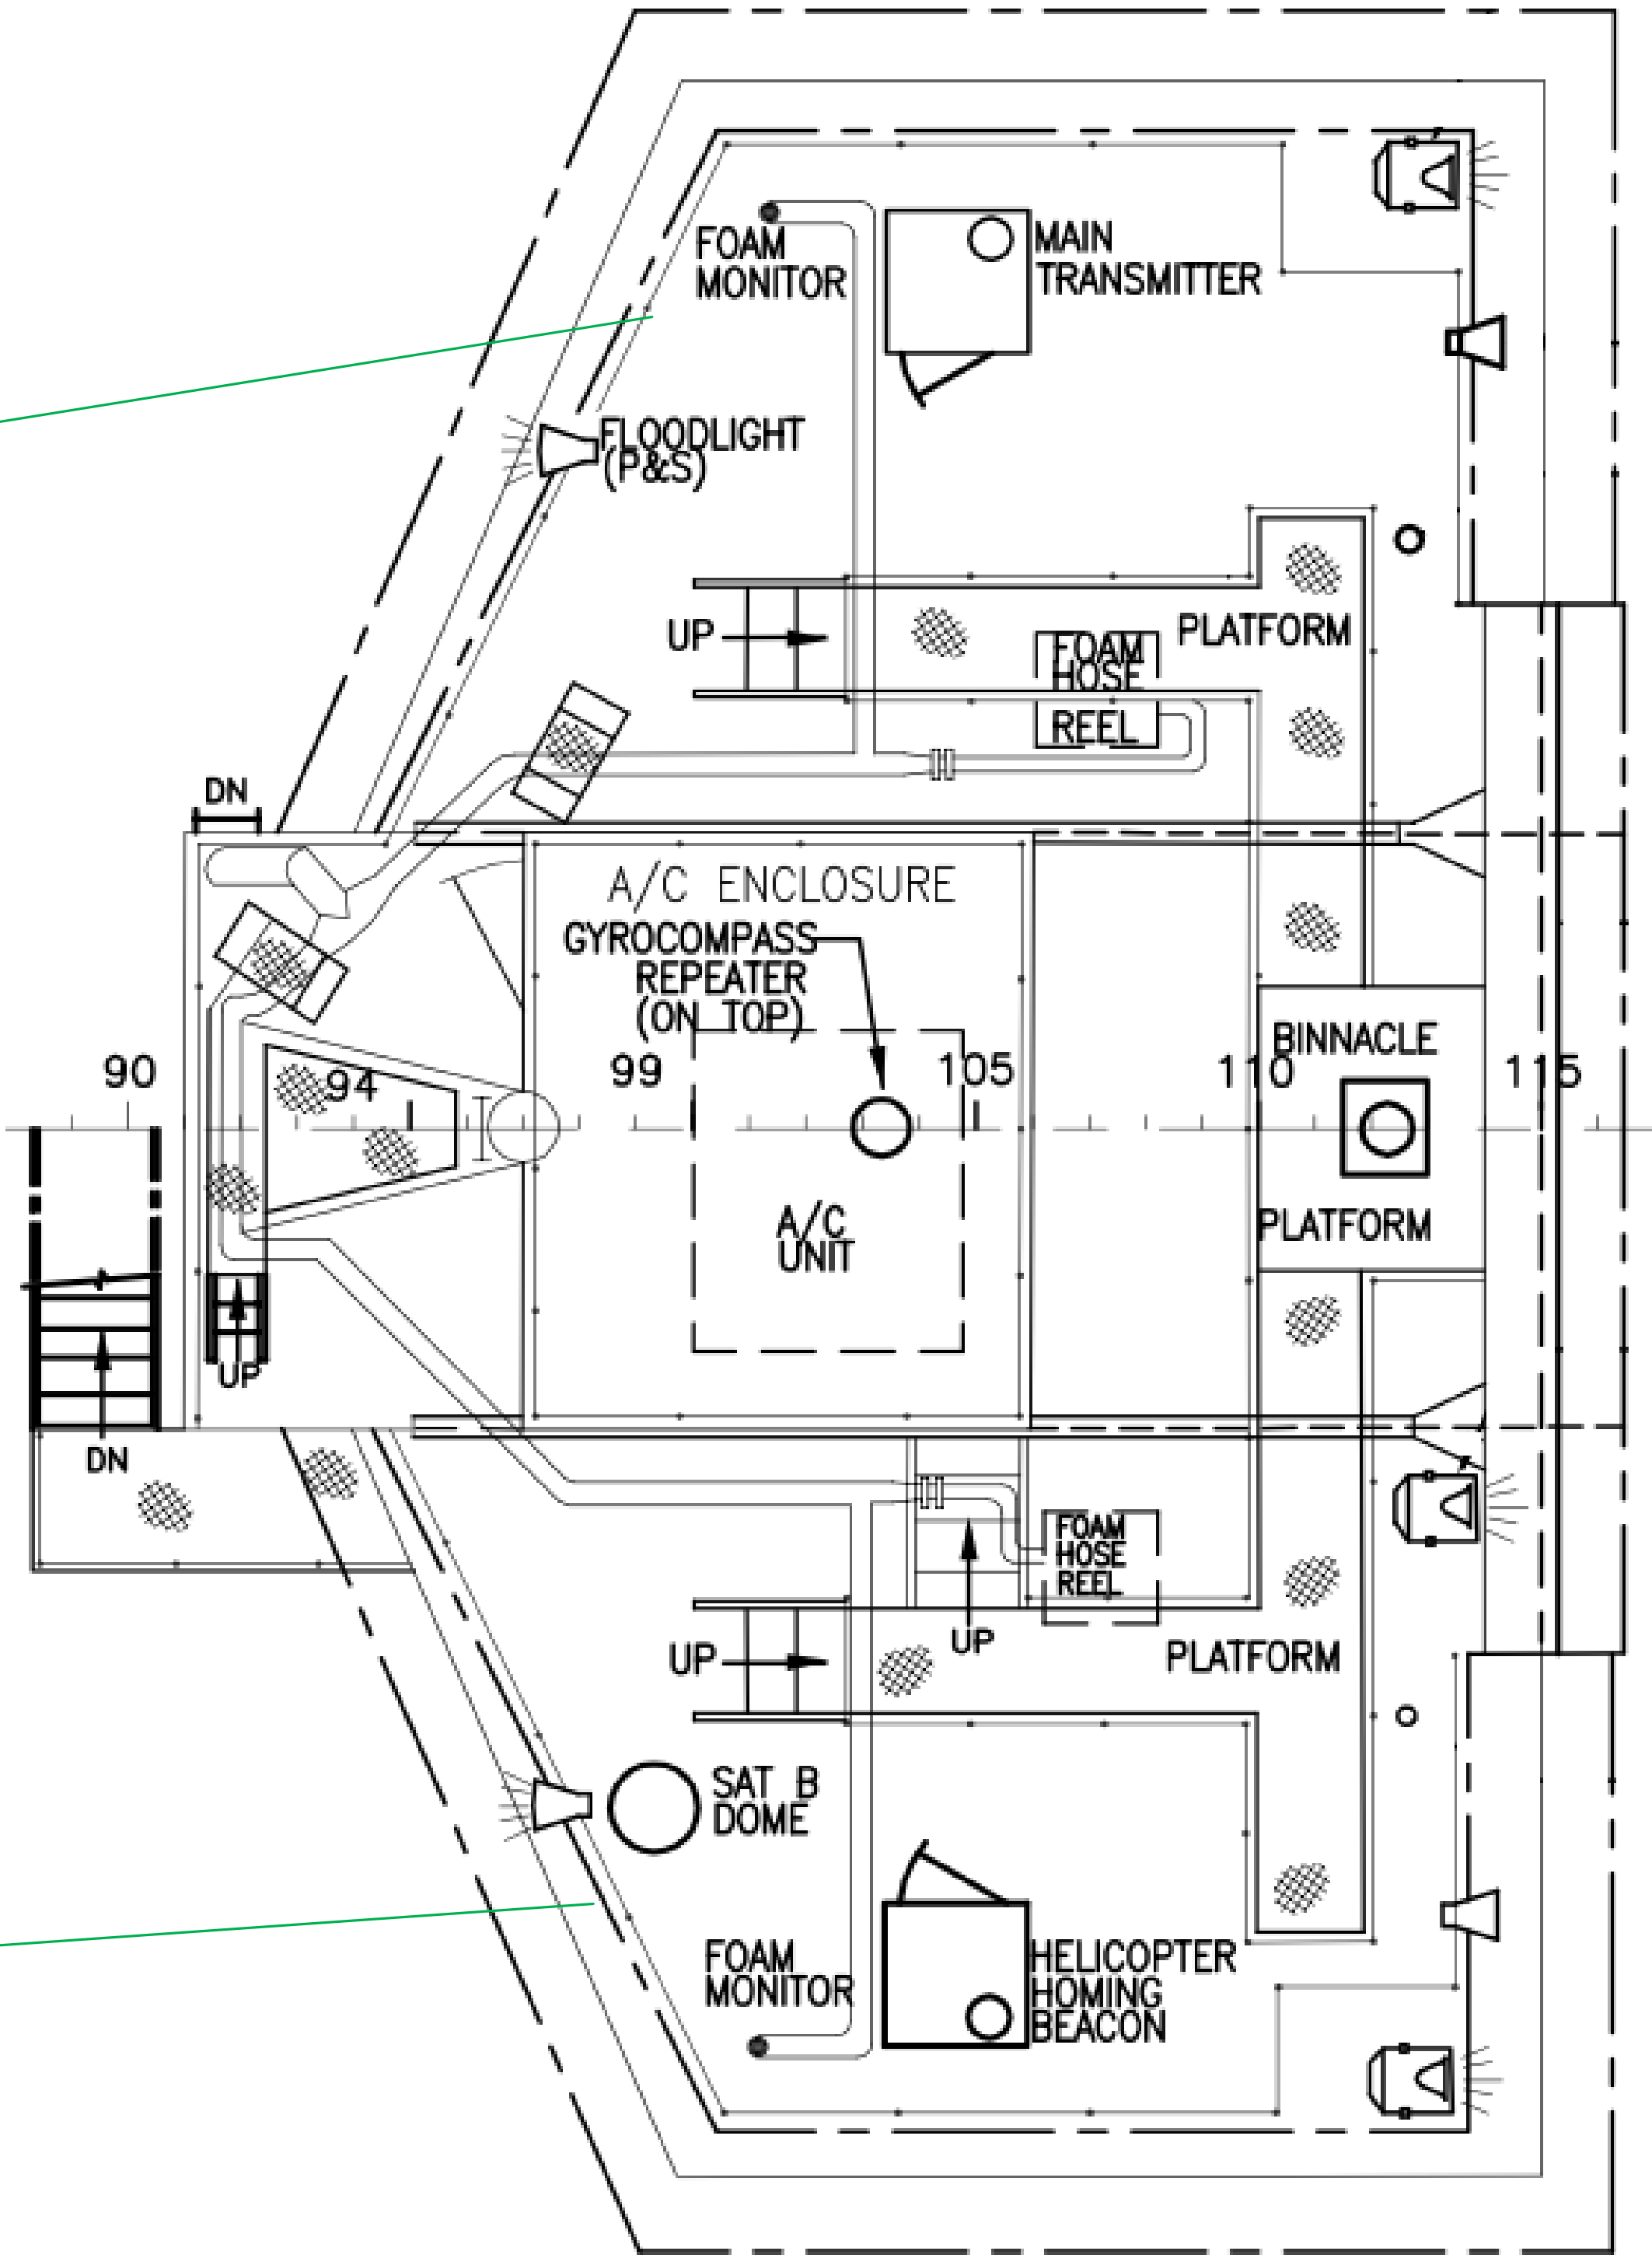 FOAM
MONITOR
MAIN
TRANSMITTER
FLOODLIGHT
(P&S)
UP
FOAM
HOSE
REEL
PLATFORM
DN
A/C ENCLOSURE
GYROCOMPASS
REPEATER
(ON TOP)
BINNACLE
90
94
99
105
110
115
A/C
UNIT
PLATFORM
UP
DN
FOAM
HOSE
REEL
UP
UP
PLATFORM
SAT B
DOME
FOAM
MONITOR
HELICOPTER
HOMING
BEACON